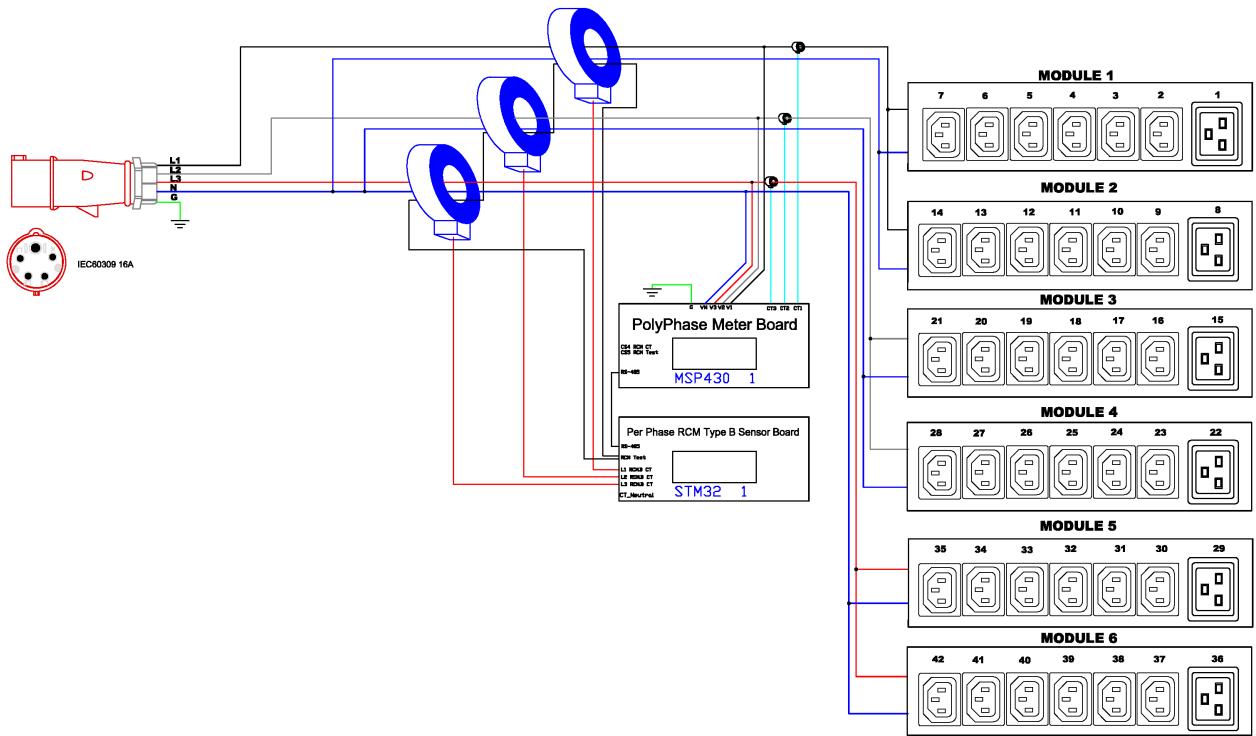 MODULE 1
7 6 5 4 3 2 1
L1
L2
L3
N
G
MODULE 2
14 13 12 11 10 9 8
IEC60309 16A
MODULE 3
21 20 19 18 17 16 15
G VN V3 V2 V1 CT3 CT2 CT1
PolyPhase Meter Board
CS4 RCM CT
CS5 RCM Test
RS-485
MSP430 1
MODULE 4
28 27 26 25 24 23 22
Per Phase RCM Type B Sensor Board
RS-485
RCM Test
L1 RCMB CT
L2 RCMB CT
L3 RCMB CT
CT_Neutral
STM32 1
MODULE 5
35 34 33 32 31 30 29
MODULE 6
42 41 40 39 38 37 36